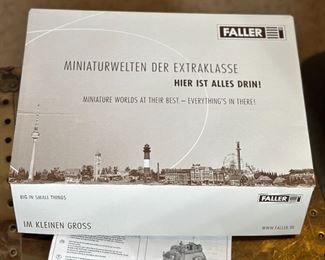 FALLER
MINIATURWELTEN DER EXTRAKLASSE
HIER IST ALLES DRIN!
MINIATURE WORLDS AT THEIR BEST – EVERYTHING'S IN THERE!
BIG IN SMALL THINGS
FALLER
IM KLEINEN GROSS
WWW.FALLER.DE